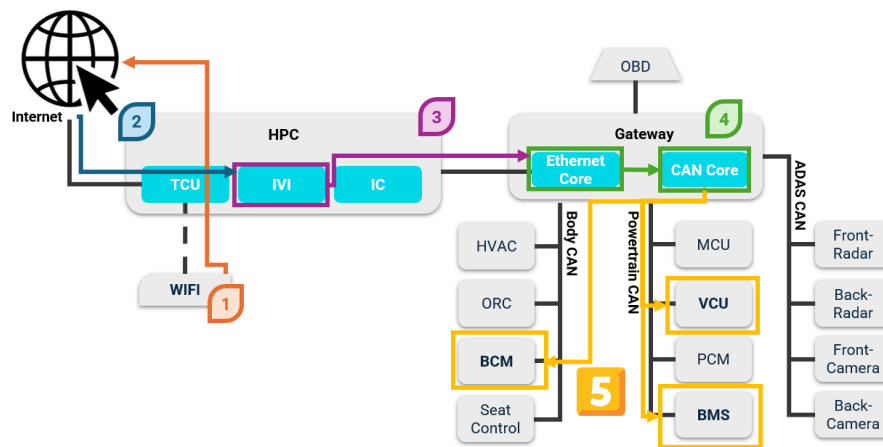 Internet
2
HPC
3
TCU
IVI
IC
WIFI
1
OBD
Gateway
4
Ethernet
Core
CAN Core
Body CAN
Powertrain CAN
ADAS CAN
HVAC
ORC
BCM
Seat
Control
5
MCU
VCU
PCM
BMS
Front-
Radar
Back-
Radar
Front-
Camera
Back-
Camera